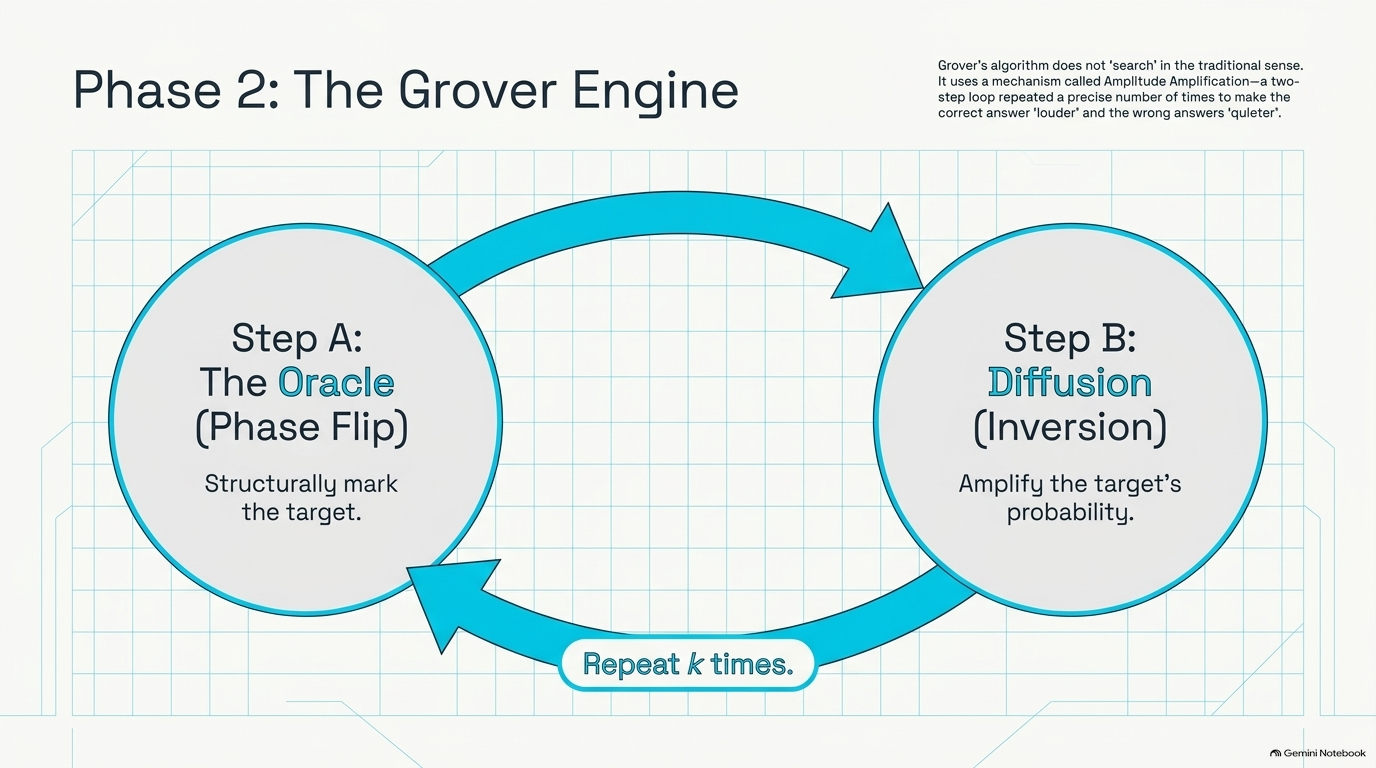 Phase 2: The Grover Engine
Grover's algorithm does not 'search' in the traditional sense.
It uses a mechanism called Amplitude Amplification—a two-
step loop repeated a precise number of times to make the
correct answer 'louder' and the wrong answers 'quieter'.
Step A:
The Oracle
(Phase Flip)
Structurally mark
the target.
Step B:
Diffusion
(Inversion)
Amplify the target's
probability.
Repeat k times.
Gemini Notebook